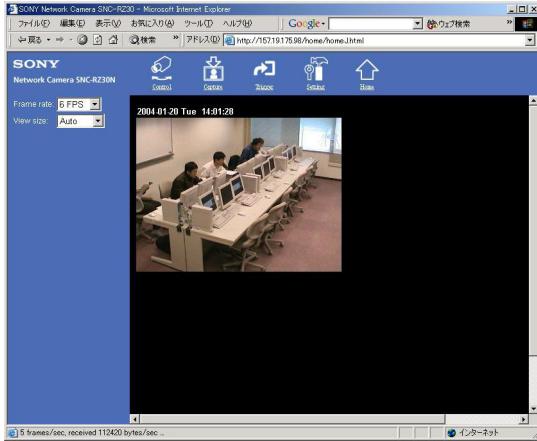 SONY Network Camera SNC-RZ30 - Microsoft Internet Explorer
ファイル(F) 編集(E) 表示(V) お気に入り(A) ツール(T) ヘルプ(H) Google ウェブ検索 »
戻る 検索 » アドレス(D) http://157.19.175.98/home/homeJ.html
SONY
Network Camera SNC-RZ30N
Control Capture Trigger Setting Home
Frame rate: 6 FPS
View size: Auto
2004-01-20 Tue 14:01:28
5 frames/sec, received 112420 bytes/sec ... インターネット